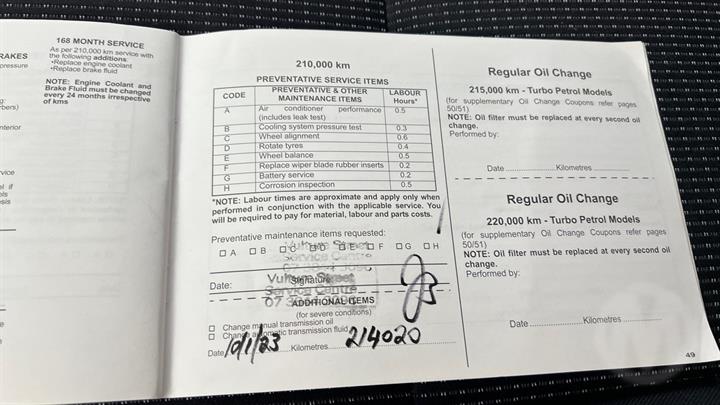 168 MONTH SERVICE
As per 210,000 km service with
the following additions:
•Replace engine coolant
•Replace brake fluid
NOTE: Engine Coolant and
Brake Fluid must be changed
every 24 months irrespective
of kms
RAKES
pressure
nterior
vice
el if
els
sis
210,000 km
PREVENTATIVE SERVICE ITEMS
CODE PREVENTATIVE & OTHER MAINTENANCE ITEMS LABOUR Hours*
A Air conditioner performance (includes leak test) 0.5
B Cooling system pressure test 0.3
C Wheel alignment 0.6
D Rotate tyres 0.4
E Wheel balance 0.5
F Replace wiper blade rubber inserts 0.2
G Battery service 0.2
H Corrosion inspection 0.5
*NOTE: Labour times are approximate and apply only when
performed in conjunction with the applicable service. You
will be required to pay for material, labour and parts costs.
Preventative maintenance items requested:
A B C D E F G H
Street
Service Centre
Date: Signature
Street
Service Centre
07
ADDITIONAL ITEMS
(for severe conditions)
Change manual transmission oil
Change automatic transmission fluid
Date 10/1/23 Kilometres 214020
Regular Oil Change
215,000 km - Turbo Petrol Models
(for supplementary Oil Change Coupons refer pages
50/51)
NOTE: Oil filter must be replaced at every second oil
change.
Performed by:
Date Kilometres
Regular Oil Change
220,000 km - Turbo Petrol Models
(for supplementary Oil Change Coupons refer pages
50/51)
NOTE: Oil filter must be replaced at every second oil
change.
Performed by:
Date Kilometres
49